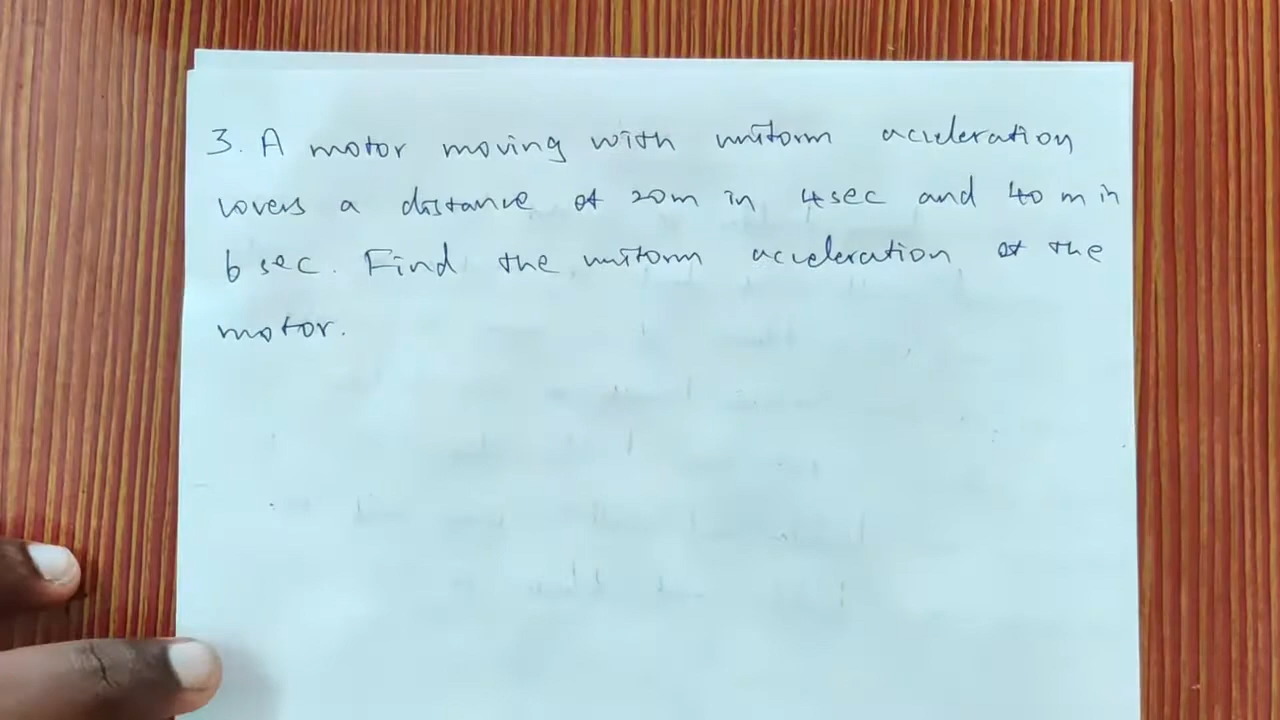 3. A motor moving with uniform acceleration
covers a distance of 20m in 4sec and 40 m in
6 sec. Find the uniform acceleration of the
motor.